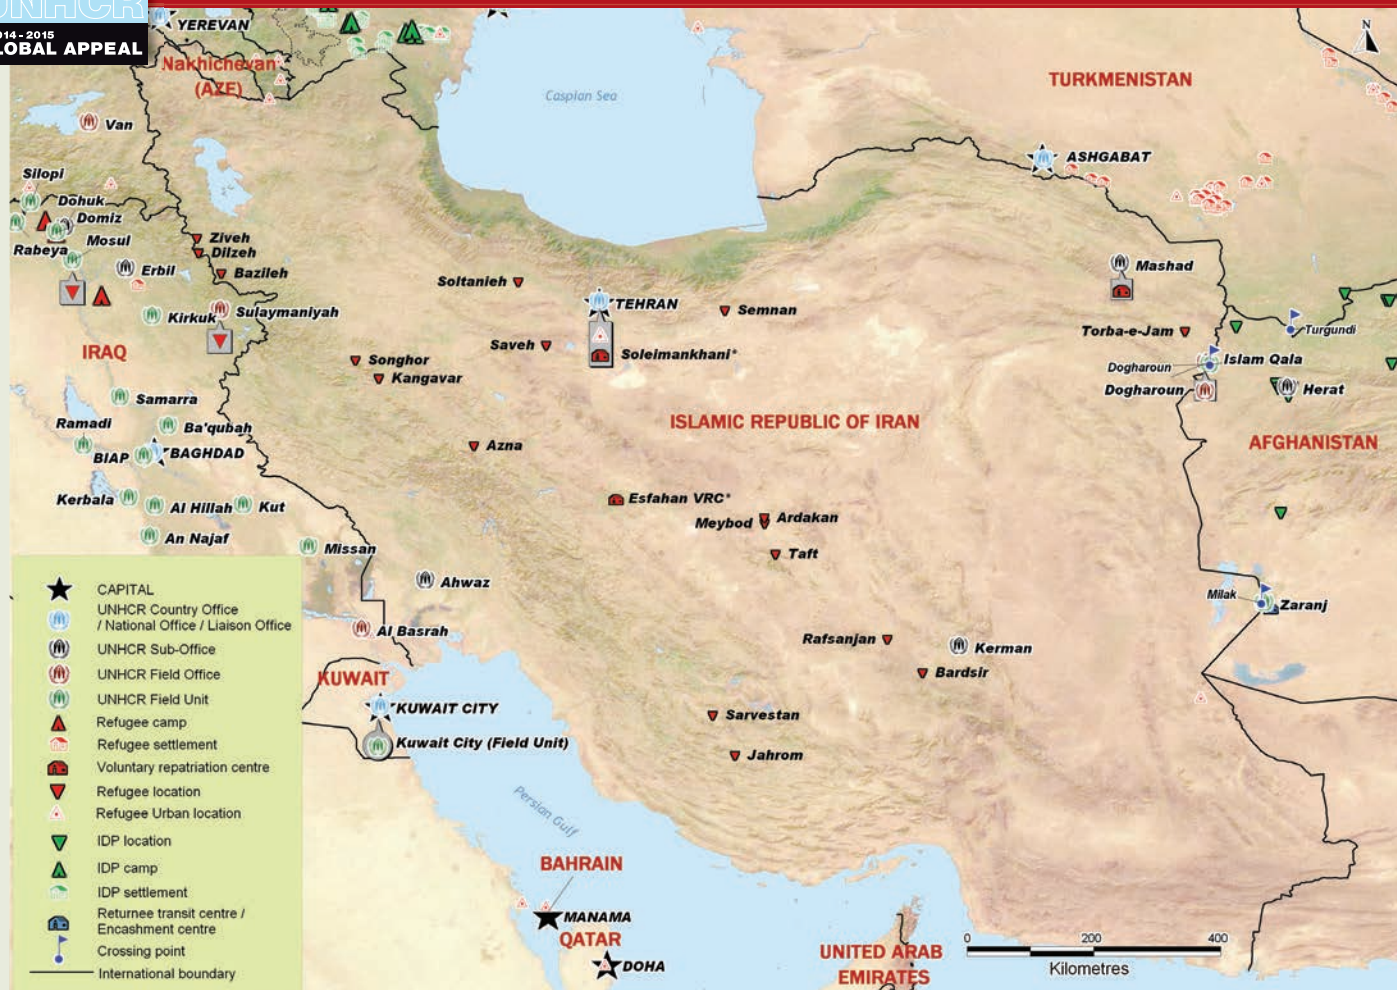 UNHCR
014 - 2015
LOBAL APPEAL
YEREVAN
Nakhichevan
(AZE)
Caspian Sea
TURKMENISTAN
N
Van
ASHGABAT
Silopi
Dohuk
Domiz
Rabeya
Mosul
Erbil
Ziveh
Dilzeh
Bazileh
Soltanieh
TEHRAN
Semnan
Mashad
Kirkuk
Sulaymaniyah
IRAQ
Saveh
Soleimankhani*
Torba-e-Jam
Turgundi
Songhor
Kangavar
Islam Qala
Dogharoun
Dogharoun
Herat
Samarra
Ramadi
Ba'qubah
BIAP
BAGHDAD
ISLAMIC REPUBLIC OF IRAN
AFGHANISTAN
Azna
Kerbala
Al Hillah
Kut
Esfahan VRC*
Ardakan
Meybod
An Najaf
Missan
Taft
Ahwaz
Milak
Zaranj
Al Basrah
Rafsanjan
Kerman
Bardsir
KUWAIT
KUWAIT CITY
Sarvestan
Kuwait City (Field Unit)
Jahrom
Persian Gulf
BAHRAIN
MANAMA
QATAR
DOHA
UNITED ARAB
EMIRATES
CAPITAL
UNHCR Country Office
/ National Office / Liaison Office
UNHCR Sub-Office
UNHCR Field Office
UNHCR Field Unit
Refugee camp
Refugee settlement
Voluntary repatriation centre
Refugee location
Refugee Urban location
IDP location
IDP camp
IDP settlement
Returnee transit centre /
Encashment centre
Crossing point
International boundary
0 200 400
Kilometres